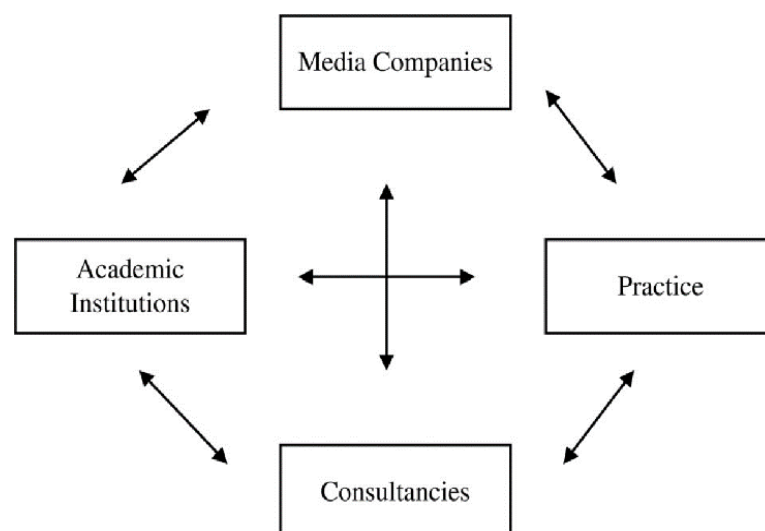 Media Companies
Academic
Institutions
Practice
Consultancies